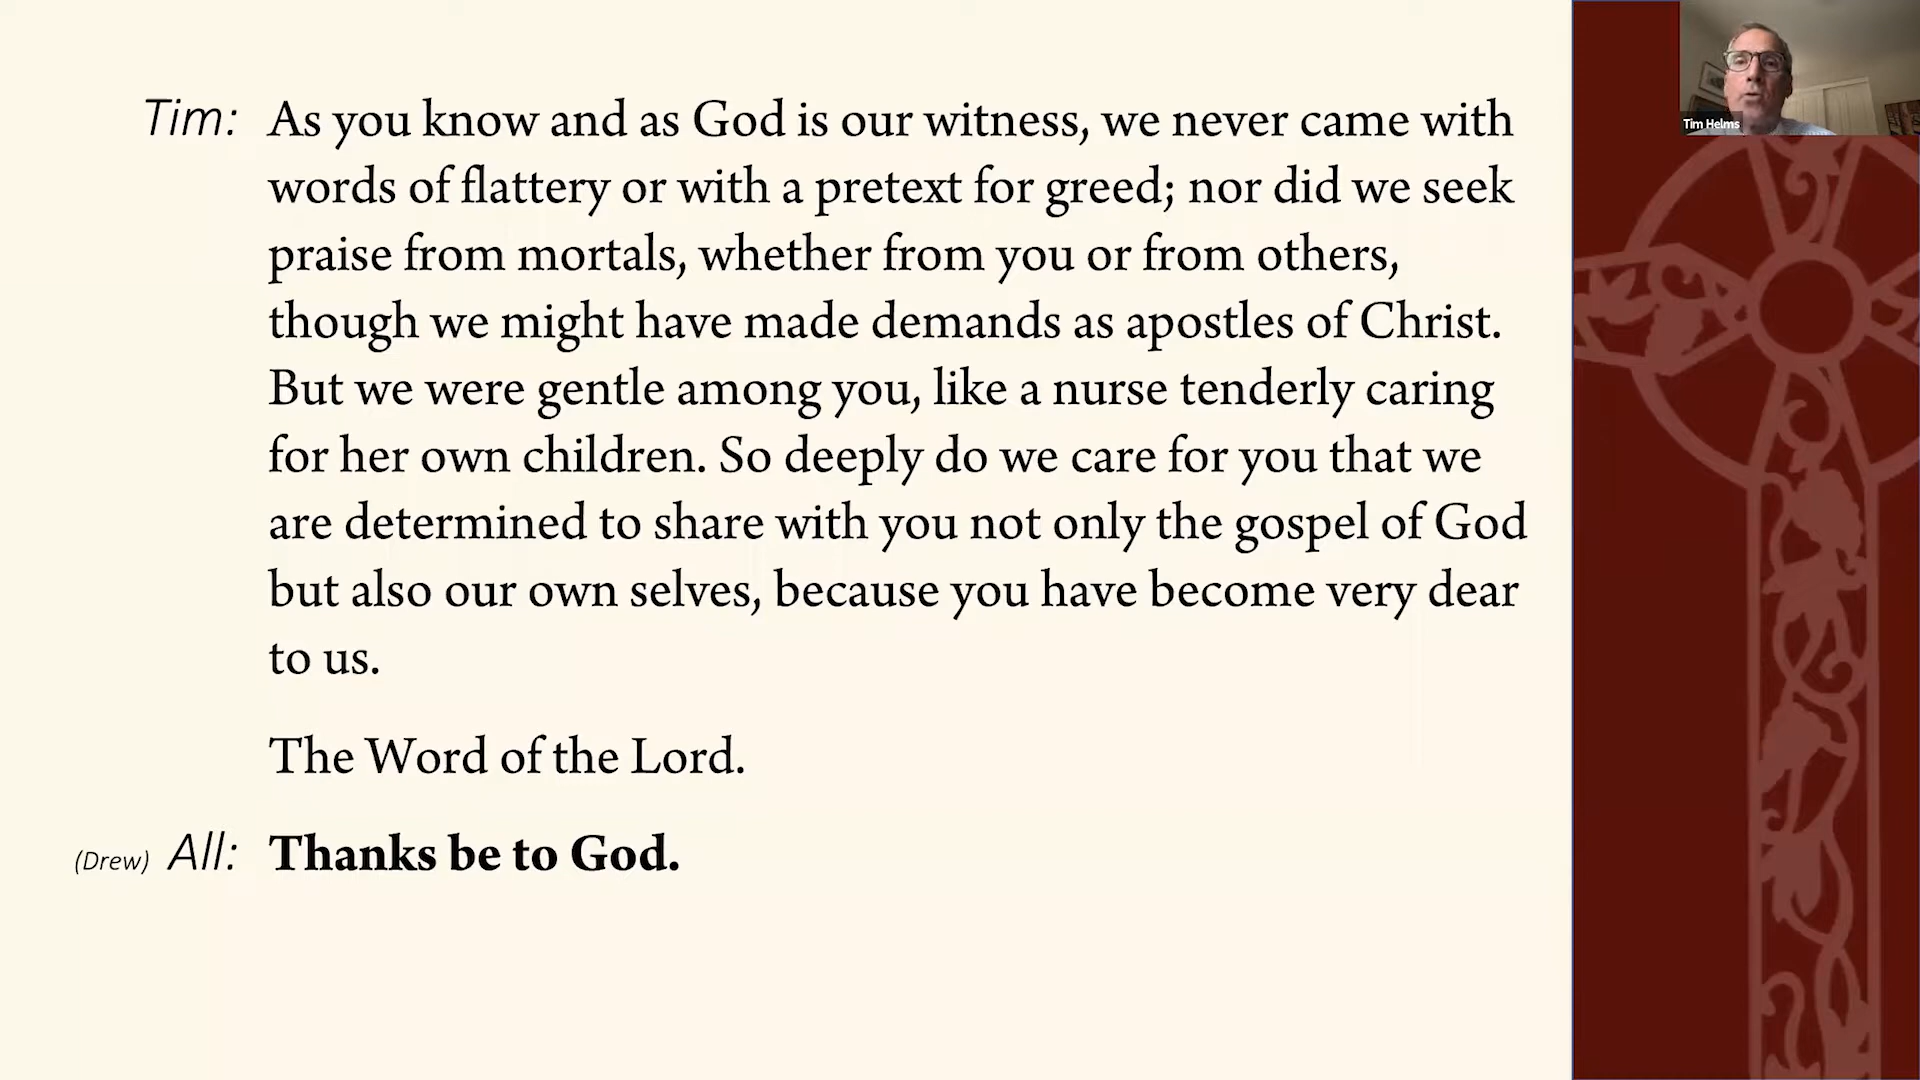 Tim: As you know and as God is our witness, we never came with
words of flattery or with a pretext for greed; nor did we seek
praise from mortals, whether from you or from others,
though we might have made demands as apostles of Christ.
But we were gentle among you, like a nurse tenderly caring
for her own children. So deeply do we care for you that we
are determined to share with you not only the gospel of God
but also our own selves, because you have become very dear
to us.
The Word of the Lord.
(Drew) All: Thanks be to God.
Tim Helms